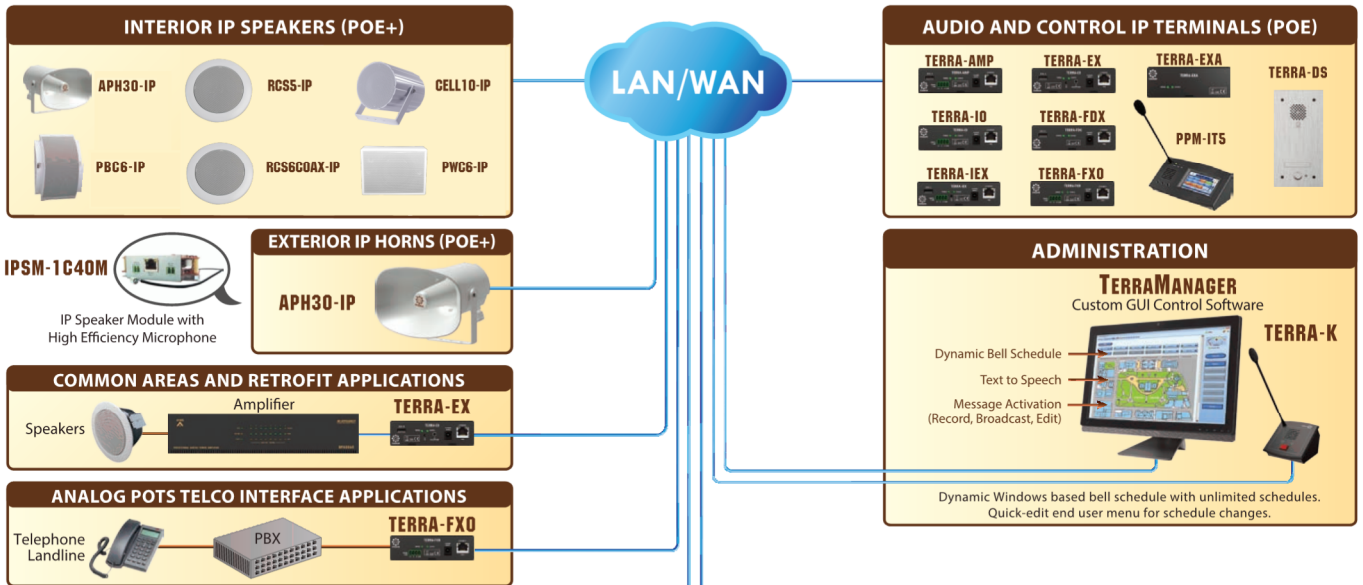 INTERIOR IP SPEAKERS (POE+)
APH30-IP
RCS5-IP
CELL10-IP
PBC6-IP
RCS6COAX-IP
PWC6-IP
LAN/WAN
AUDIO AND CONTROL IP TERMINALS (POE)
TERRA-AMP
TERRA-EX
TERRA-EXA
TERRA-DS
TERRA-IO
TERRA-FDX
PPM-IT5
TERRA-IEX
TERRA-FXO
IPSM-1C40M
IP Speaker Module with
High Efficiency Microphone
EXTERIOR IP HORNS (POE+)
APH30-IP
COMMON AREAS AND RETROFIT APPLICATIONS
Speakers
Amplifier
TERRA-EX
ANALOG POTS TELCO INTERFACE APPLICATIONS
Telephone
Landline
PBX
TERRA-FXO
ADMINISTRATION
TERRAMANAGER
Custom GUI Control Software
TERRA-K
Dynamic Bell Schedule
Text to Speech
Message Activation
(Record, Broadcast, Edit)
Dynamic Windows based bell schedule with unlimited schedules.
Quick-edit end user menu for schedule changes.